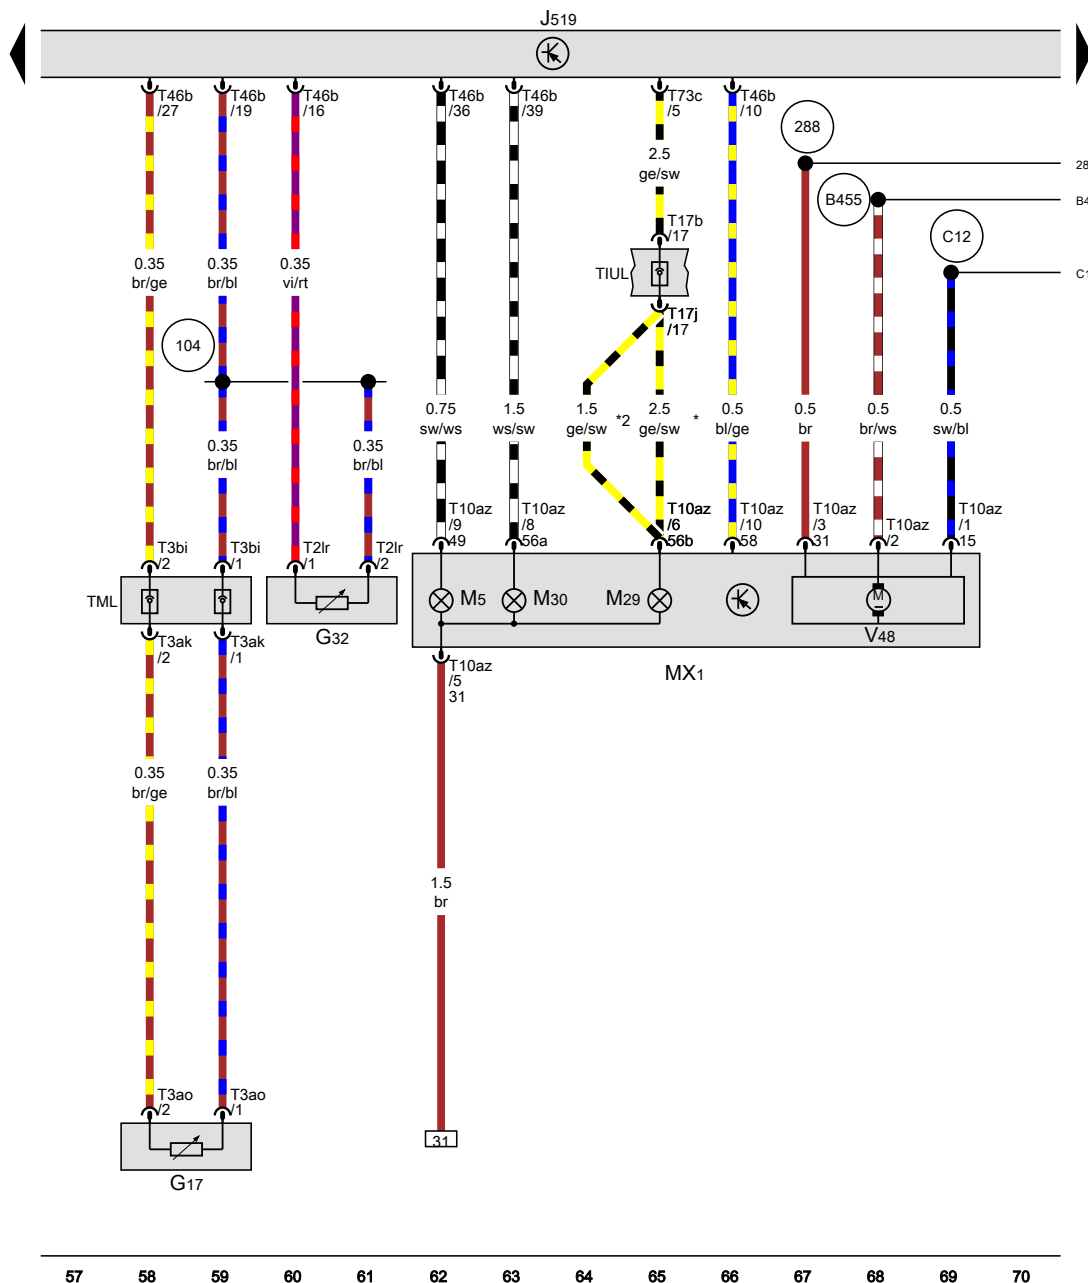 J519
T46b
/27
T46b
/19
T46b
/16
T46b
/36
T46b
/39
T73c
/5
T46b
/10
288
28
2.5
ge/sw
B455
B4
T17b
/17
C12
TIUL
C1
0.35
br/ge
0.35
br/bl
0.35
vi/rt
T17j
/17
104
0.75
sw/ws
1.5
ws/sw
1.5
ge/sw
*2
2.5
ge/sw
*
0.5
bl/ge
0.5
br
0.5
br/ws
0.5
sw/bl
0.35
br/bl
0.35
br/bl
T10az
/9
49
T10az
/8
56a
T10az
/6
56b
T10az
/10
58
T10az
/3
31
T10az
/2
T10az
/1
15
T3bi
/2
T3bi
/1
T2lr
/1
T2lr
/2
TML
M5
M30
M29
M
G32
V48
T3ak
/2
T3ak
/1
T10az
/5
31
MX1
0.35
br/ge
0.35
br/bl
1.5
br
T3ao
/2
T3ao
/1
31
G17
57 58 59 60 61 62 63 64 65 66 67 68 69 70